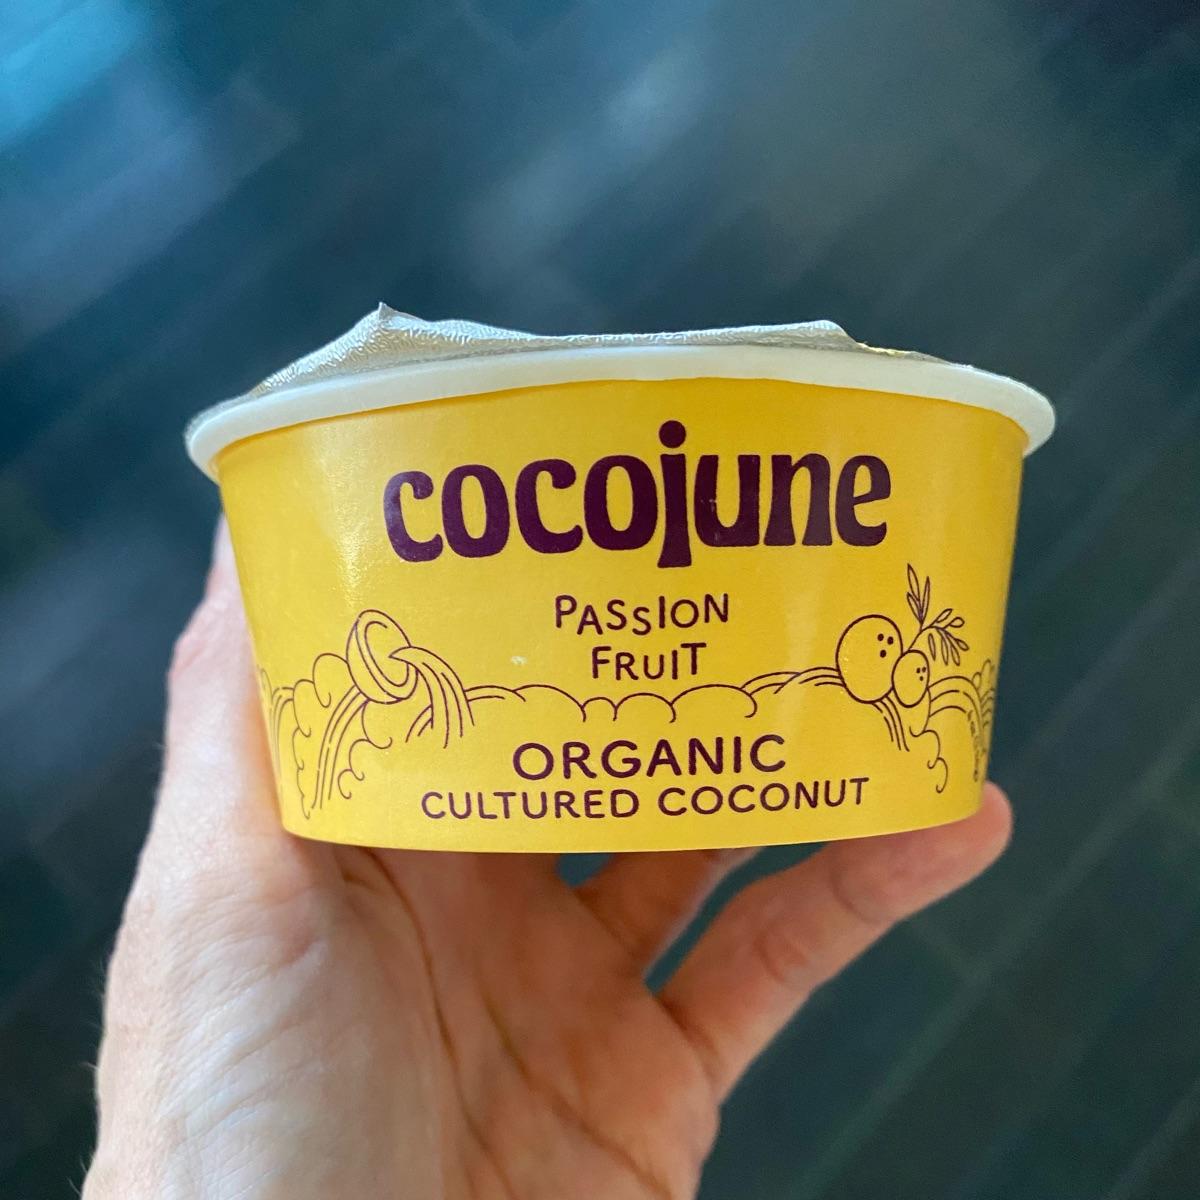 cocojune
PASSION
FRUIT
ORGANIC
CULTURED COCONUT